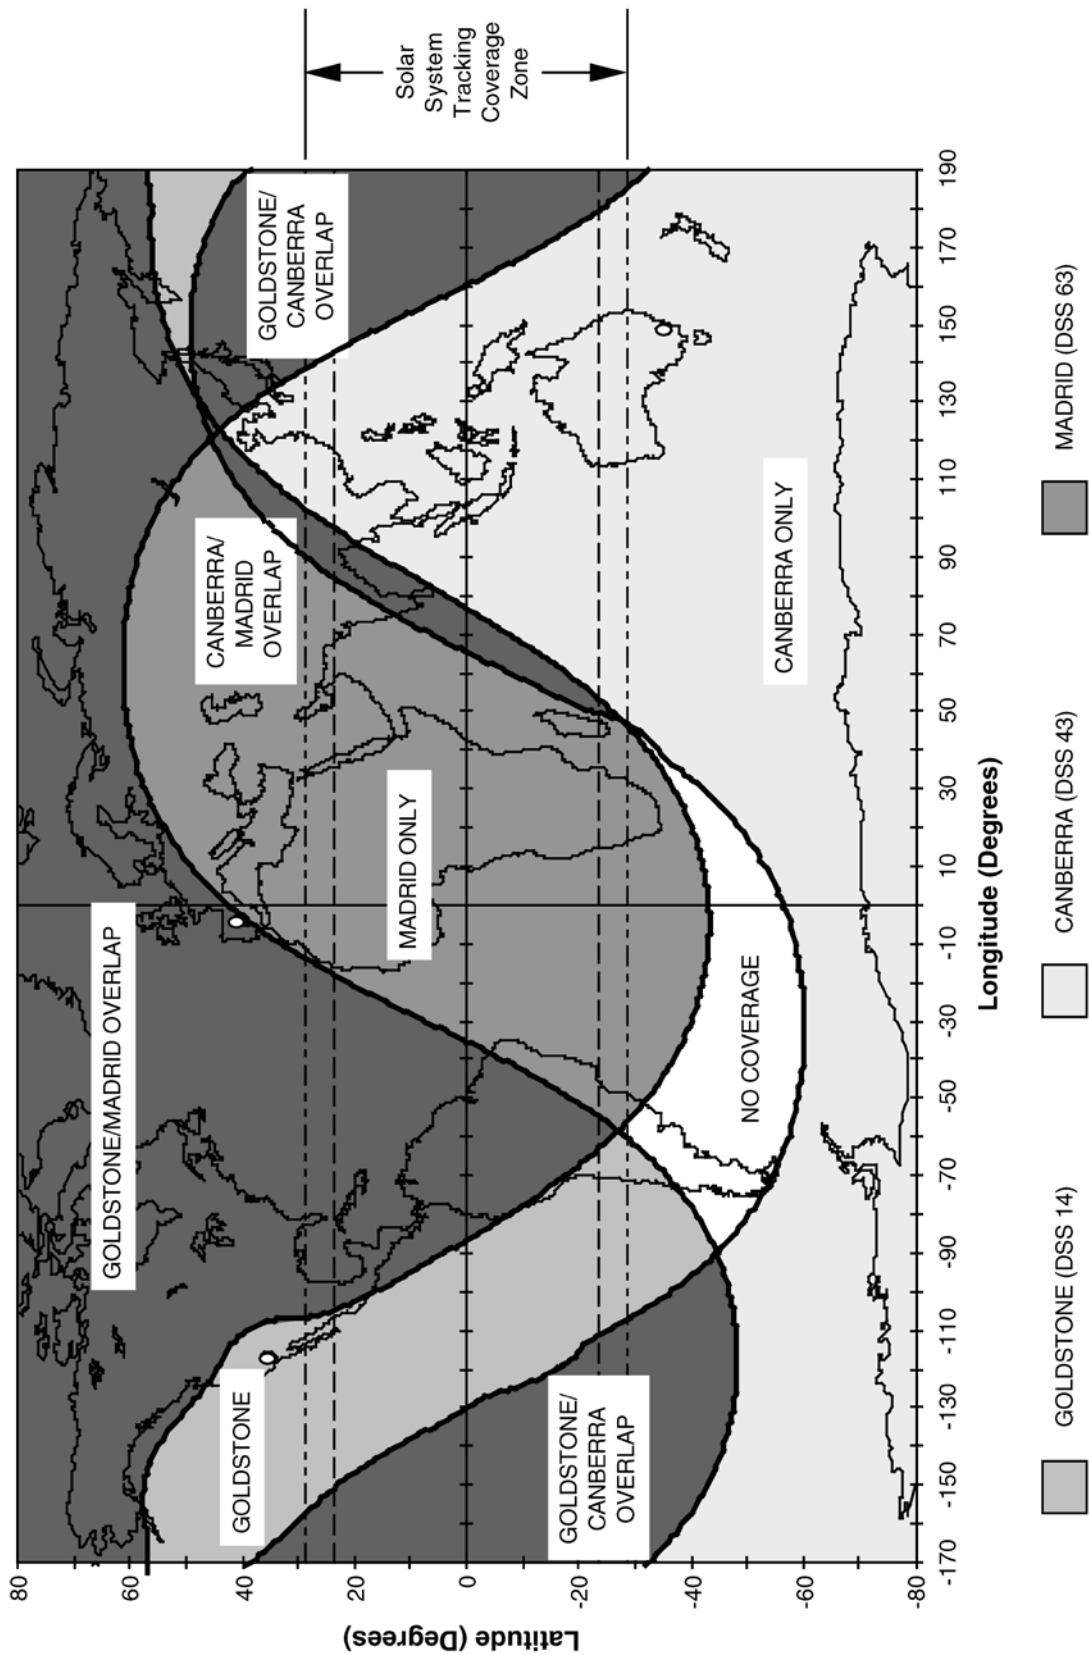 Solar
System
Tracking
Coverage
Zone
GOLDSTONE/MADRID OVERLAP
CANBERRA/
MADRID
OVERLAP
GOLDSTONE/
CANBERRA
OVERLAP
GOLDSTONE
MADRID ONLY
GOLDSTONE/
CANBERRA
OVERLAP
NO COVERAGE
CANBERRA ONLY
Latitude (Degrees)
80
60
40
20
0
-20
-40
-60
-80
-170
-150
-130
-110
-90
-70
-50
-30
-10
10
30
50
70
90
110
130
150
170
190
Longitude (Degrees)
GOLDSTONE (DSS 14)
CANBERRA (DSS 43)
MADRID (DSS 63)